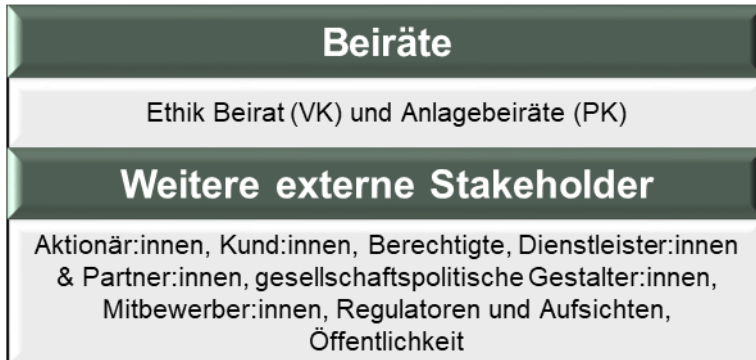 Beiräte
Ethik Beirat (VK) und Anlagebeiräte (PK)
Weitere externe Stakeholder
Aktionär:innen, Kund:innen, Berechtigte, Dienstleister:innen
& Partner:innen, gesellschaftspolitische Gestalter:innen,
Mitbewerber:innen, Regulatoren und Aufsichten,
Öffentlichkeit